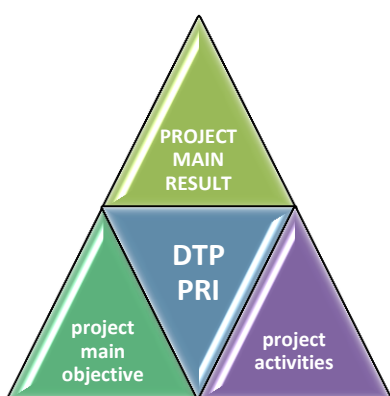 PROJECT
MAIN
RESULT
DTP
PRI
project
main
objective
project
activities